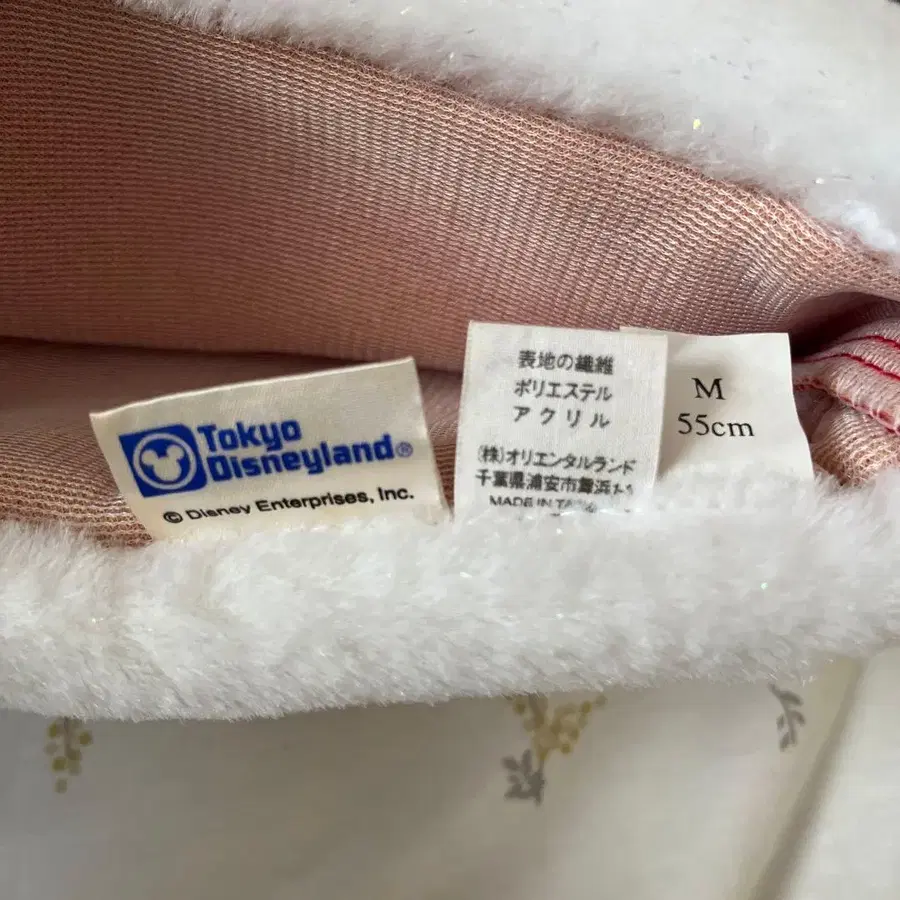 Tokyo
Disneyland®
© Disney Enterprises, Inc.
表地の繊維
ポリエステル
アクリル
(株)オリエンタルランド
千葉県浦安市舞浜
MADE IN
M
55cm